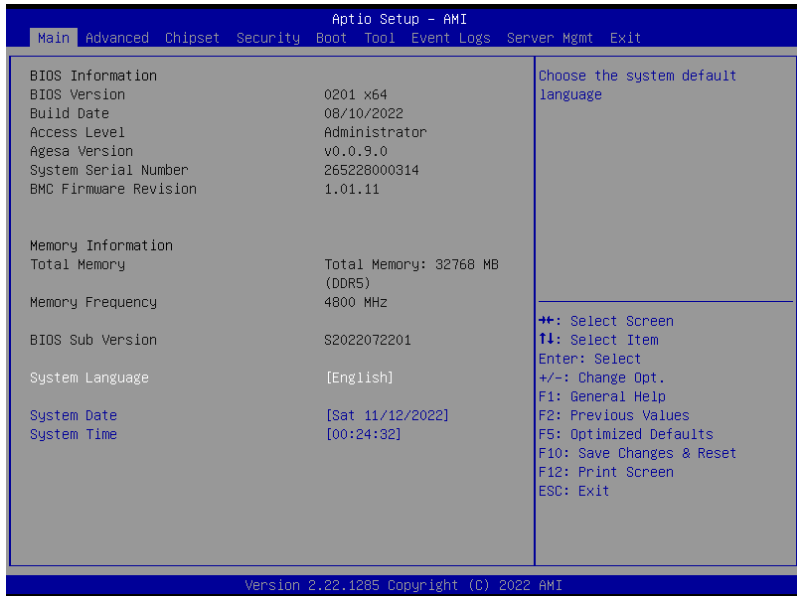 Aptio Setup – AMI
Main Advanced Chipset Security Boot Tool Event Logs Server Mgmt Exit
BIOS Information
BIOS Version 0201 x64
Build Date 08/10/2022
Access Level Administrator
Agesa Version v0.0.9.0
System Serial Number 265228000314
BMC Firmware Revision 1.01.11
Memory Information
Total Memory Total Memory: 32768 MB
(DDR5)
Memory Frequency 4800 MHz
BIOS Sub Version S2022072201
System Language [English]
System Date [Sat 11/12/2022]
System Time [00:24:32]
Choose the system default
language
→←: Select Screen
↑↓: Select Item
Enter: Select
+/-: Change Opt.
F1: General Help
F2: Previous Values
F5: Optimized Defaults
F10: Save Changes & Reset
F12: Print Screen
ESC: Exit
Version 2.22.1285 Copyright (C) 2022 AMI